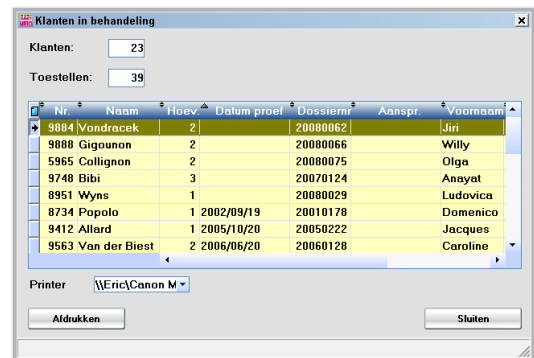 Klanten in behandeling
Klanten: 23
Toestellen: 39
Nr. Naam Hoev. Datum proef Dossiernr Aanspr. Voornaam
9884 Vondracek 2 20080062 Jiri
9888 Gigounon 2 20080066 Willy
5965 Collignon 2 20080075 Olga
9748 Bibi 3 20070124 Anayat
8951 Wyns 1 20080029 Ludovica
8734 Popolo 1 2002/09/19 20010178 Domenico
9412 Allard 1 2005/10/20 20050222 Jacques
9563 Van der Biest 2 2006/06/20 20060128 Caroline
Printer \\Eric\Canon M
Afdrukken Sluiten